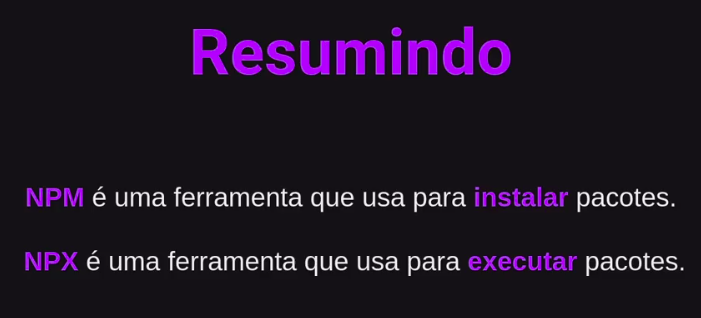 Resumindo
NPM é uma ferramenta que usa para instalar pacotes.
NPX é uma ferramenta que usa para executar pacotes.